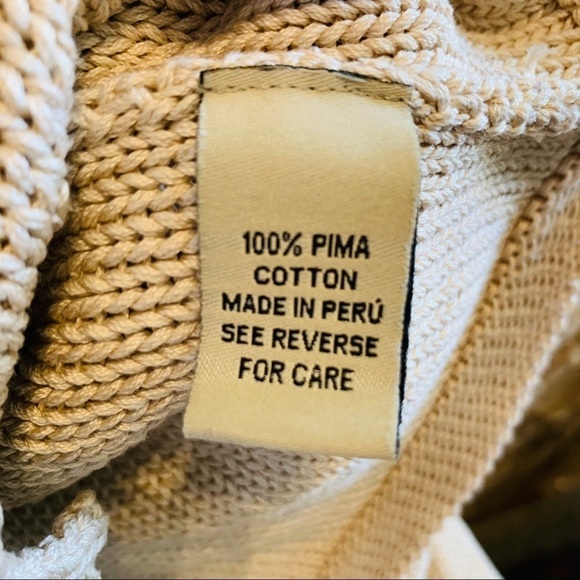 100% PIMA
COTTON
MADE IN PERÚ
SEE REVERSE
FOR CARE